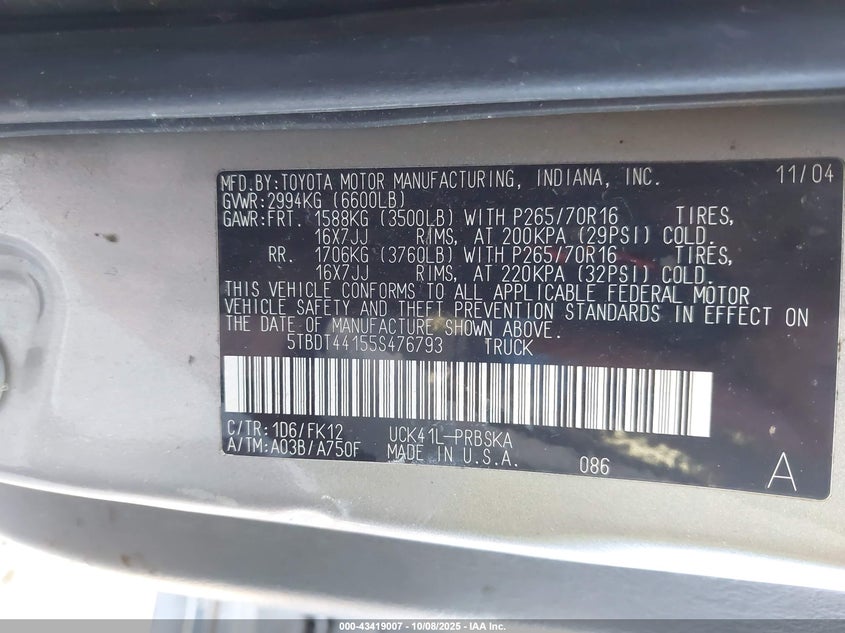 MFD.BY:TOYOTA MOTOR MANUFACTURING, INDIANA, INC. 11/04
GVWR:2994KG (6600LB)
GAWR:FRT. 1588KG (3500LB) WITH P265/70R16 TIRES,
16X7JJ RIMS, AT 200KPA (29PSI) COLD.
RR. 1706KG (3760LB) WITH P265/70R16 TIRES,
16X7JJ RIMS, AT 220KPA (32PSI) COLD.
THIS VEHICLE CONFORMS TO ALL APPLICABLE FEDERAL MOTOR
VEHICLE SAFETY AND THEFT PREVENTION STANDARDS IN EFFECT ON
THE DATE OF MANUFACTURE SHOWN ABOVE.
5TBDT44155S476793 TRUCK
C/TR:1D6/FK12 UCK41L-PRBSKA
A/TM:A03B/A750F MADE IN U.S.A. 086 A
000-43419007 - 10/08/2025 - IAA Inc.